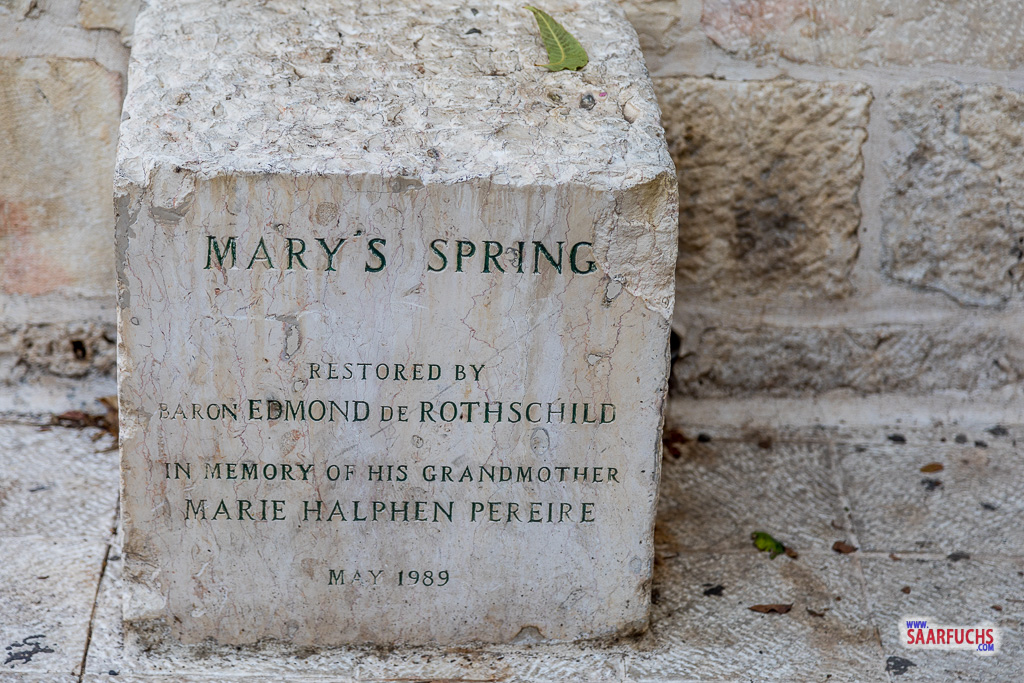 MARY'S SPRING
RESTORED BY
BARON EDMOND DE ROTHSCHILD
IN MEMORY OF HIS GRANDMOTHER
MARIE HALPHEN PEREIRE
MAY 1989
WWW.
SAARFUCHS
.COM